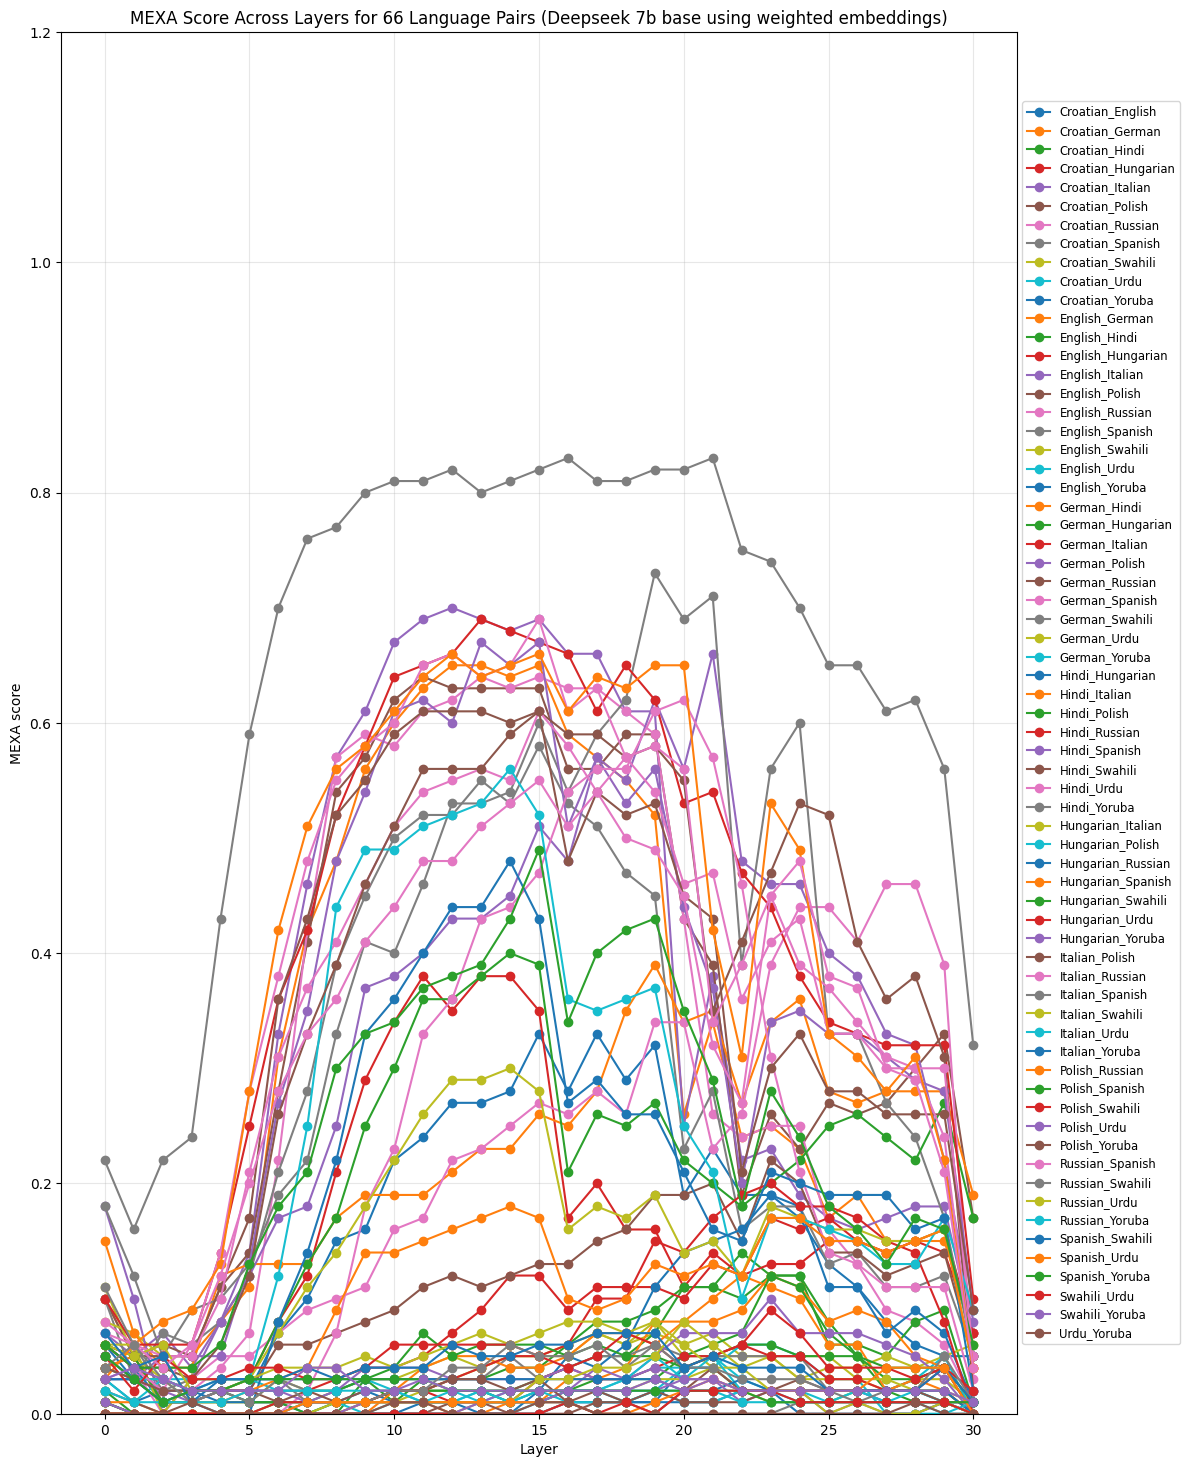 MEXA Score Across Layers for 66 Language Pairs (Deepseek 7b base using weighted embeddings)
1.2
1.0
0.8
0.6
0.4
0.2
0.0
MEXA score
0
5
10
15
20
25
30
Layer
Croatian_English
Croatian_German
Croatian_Hindi
Croatian_Hungarian
Croatian_Italian
Croatian_Polish
Croatian_Russian
Croatian_Spanish
Croatian_Swahili
Croatian_Urdu
Croatian_Yoruba
English_German
English_Hindi
English_Hungarian
English_Italian
English_Polish
English_Russian
English_Spanish
English_Swahili
English_Urdu
English_Yoruba
German_Hindi
German_Hungarian
German_Italian
German_Polish
German_Russian
German_Spanish
German_Swahili
German_Urdu
German_Yoruba
Hindi_Hungarian
Hindi_Italian
Hindi_Polish
Hindi_Russian
Hindi_Spanish
Hindi_Swahili
Hindi_Urdu
Hindi_Yoruba
Hungarian_Italian
Hungarian_Polish
Hungarian_Russian
Hungarian_Spanish
Hungarian_Swahili
Hungarian_Urdu
Hungarian_Yoruba
Italian_Polish
Italian_Russian
Italian_Spanish
Italian_Swahili
Italian_Urdu
Italian_Yoruba
Polish_Russian
Polish_Spanish
Polish_Swahili
Polish_Urdu
Polish_Yoruba
Russian_Spanish
Russian_Swahili
Russian_Urdu
Russian_Yoruba
Spanish_Swahili
Spanish_Urdu
Spanish_Yoruba
Swahili_Urdu
Swahili_Yoruba
Urdu_Yoruba